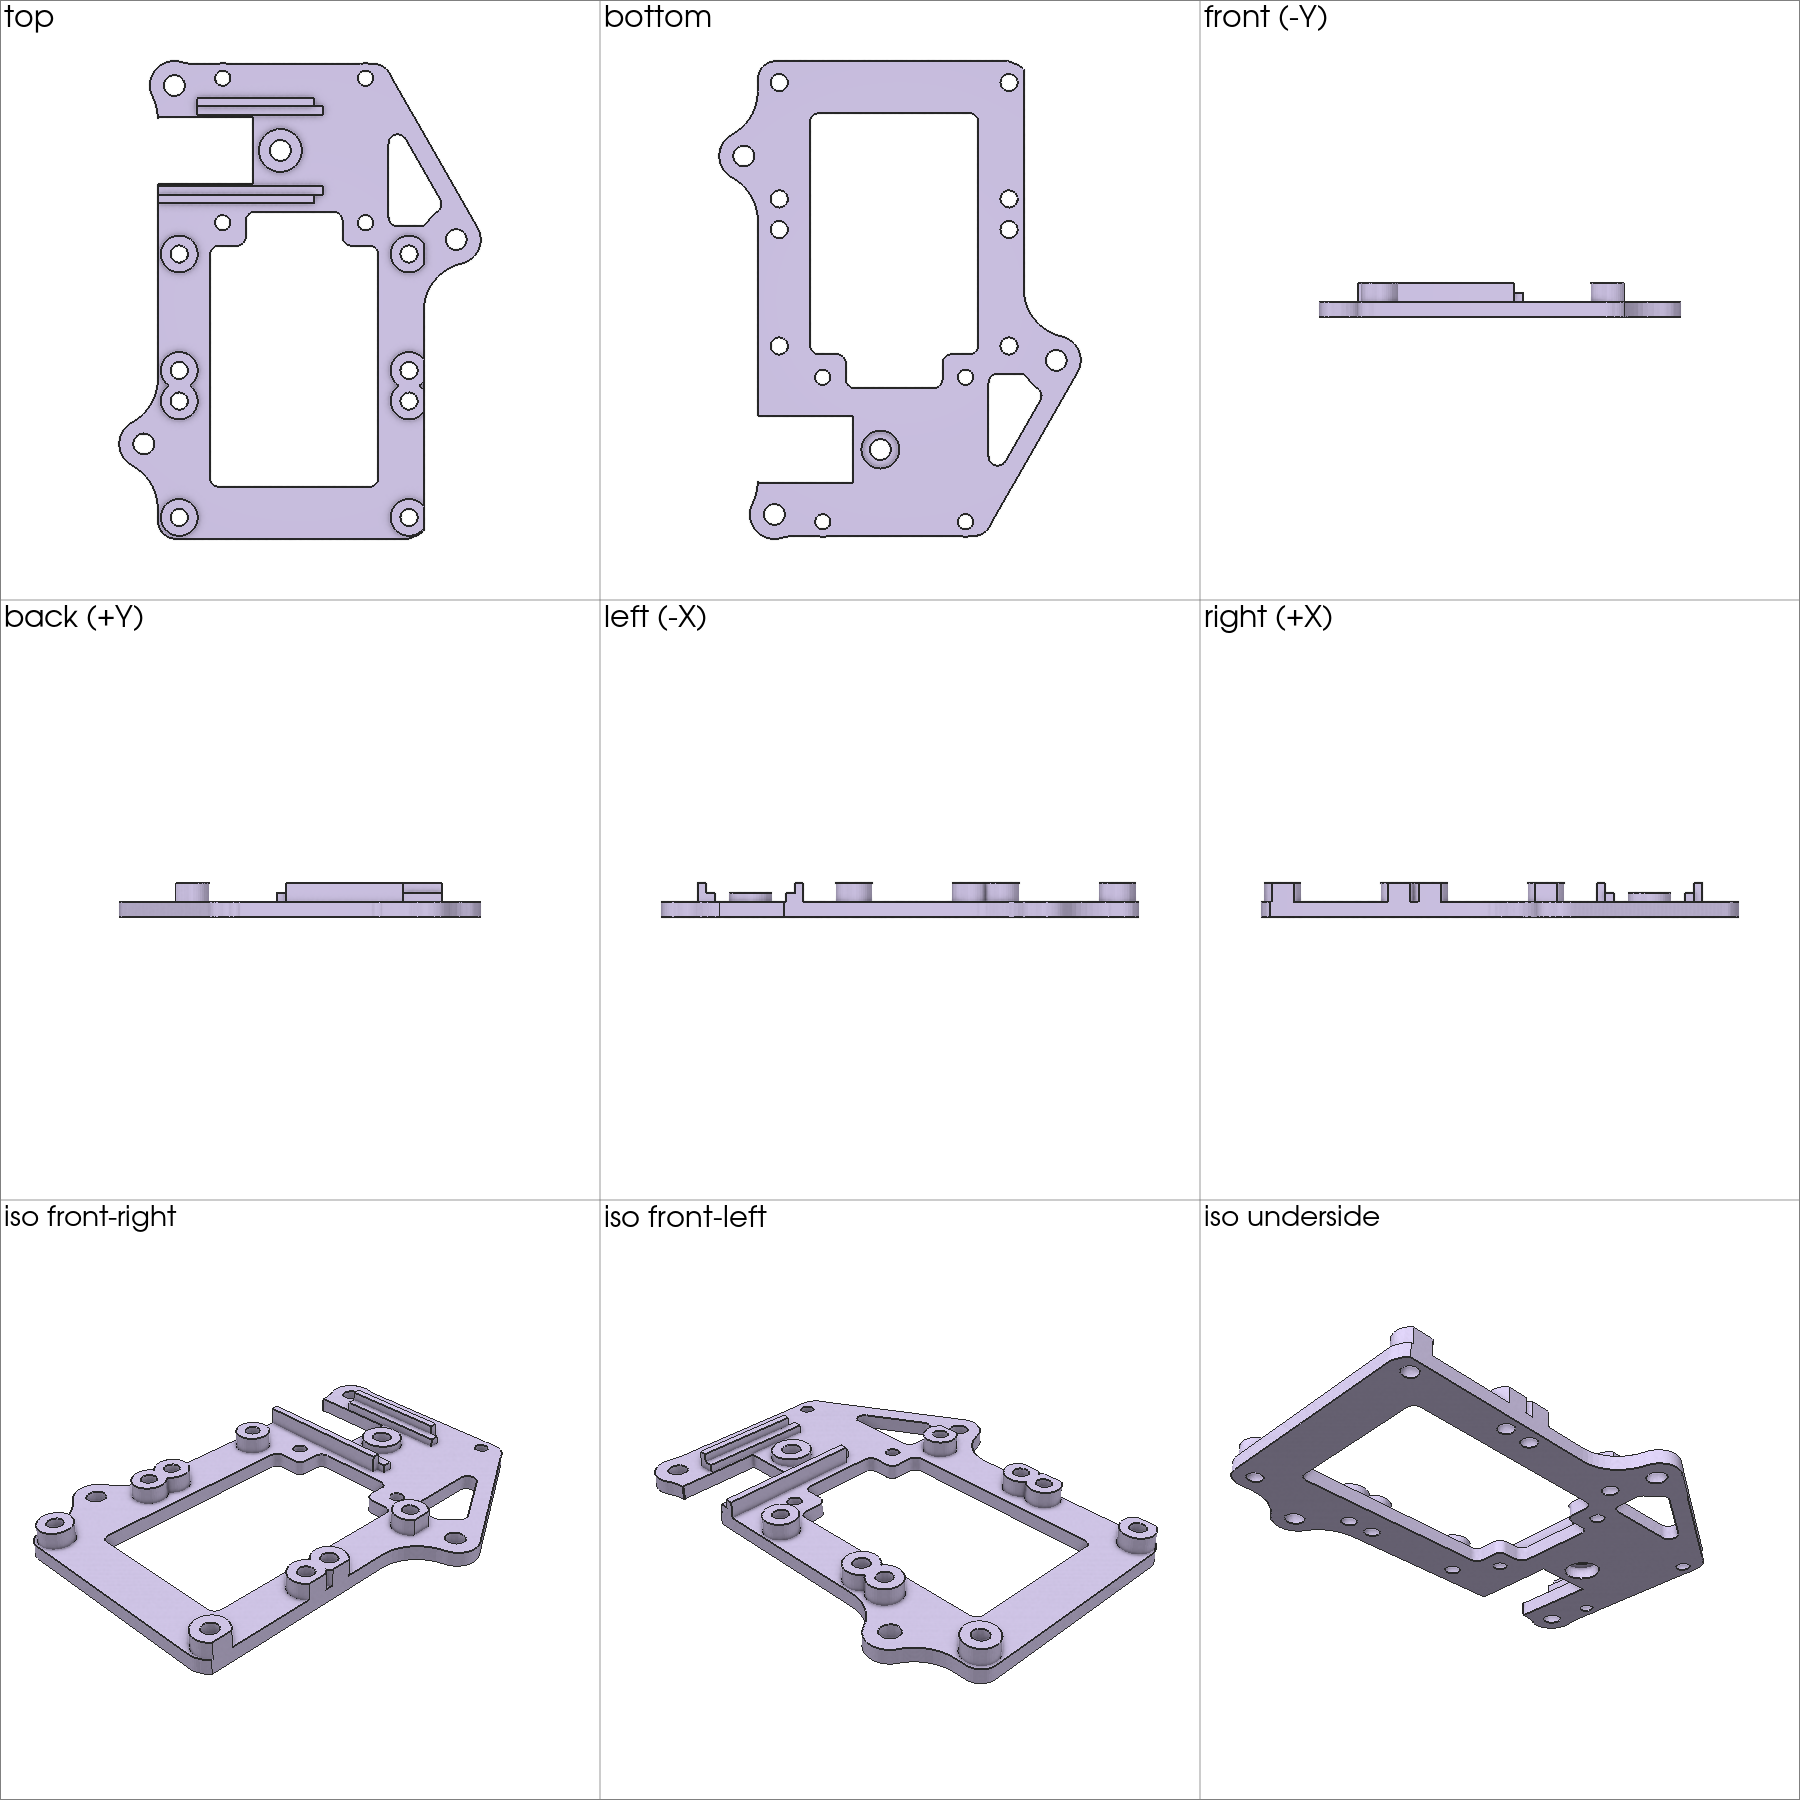 top
bottom
front (-Y)
back (+Y)
left (-X)
right (+X)
iso front-right
iso front-left
iso underside